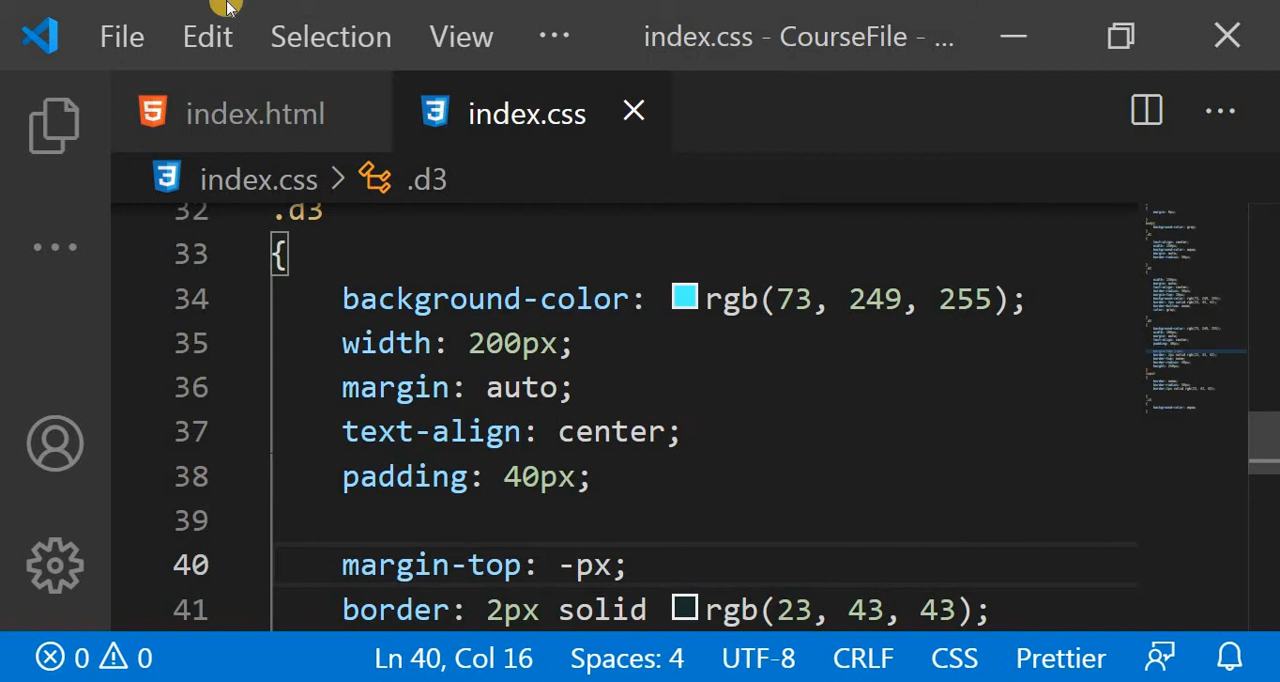 File Edit Selection View ··· index.css - CourseFile - ...
index.html index.css
index.css > .d3
32 .d3
33 {
34 background-color: rgb(73, 249, 255);
35 width: 200px;
36 margin: auto;
37 text-align: center;
38 padding: 40px;
39
40 margin-top: -px;
41 border: 2px solid rgb(23, 43, 43);
0 0 Ln 40, Col 16 Spaces: 4 UTF-8 CRLF CSS Prettier